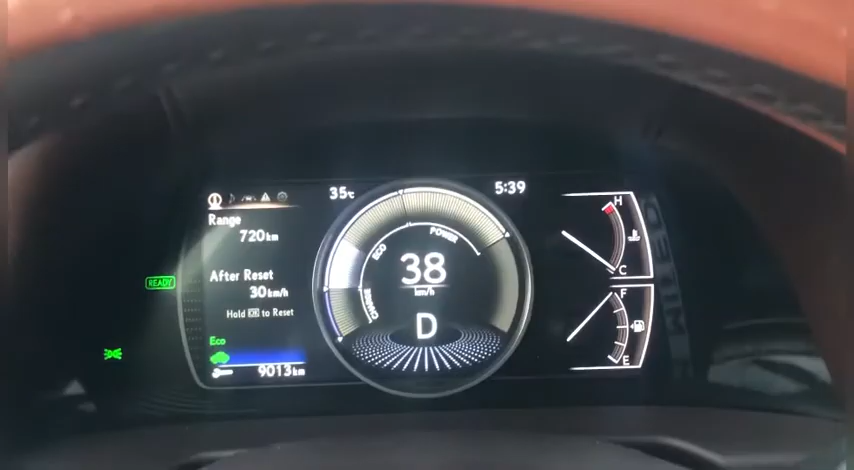 35℃
5:39
Range
720km
After Reset
30km/h
Hold OK to Reset
Eco
9013km
READY
CHARGE
ECO
POWER
38
km/h
D
H
C
F
E